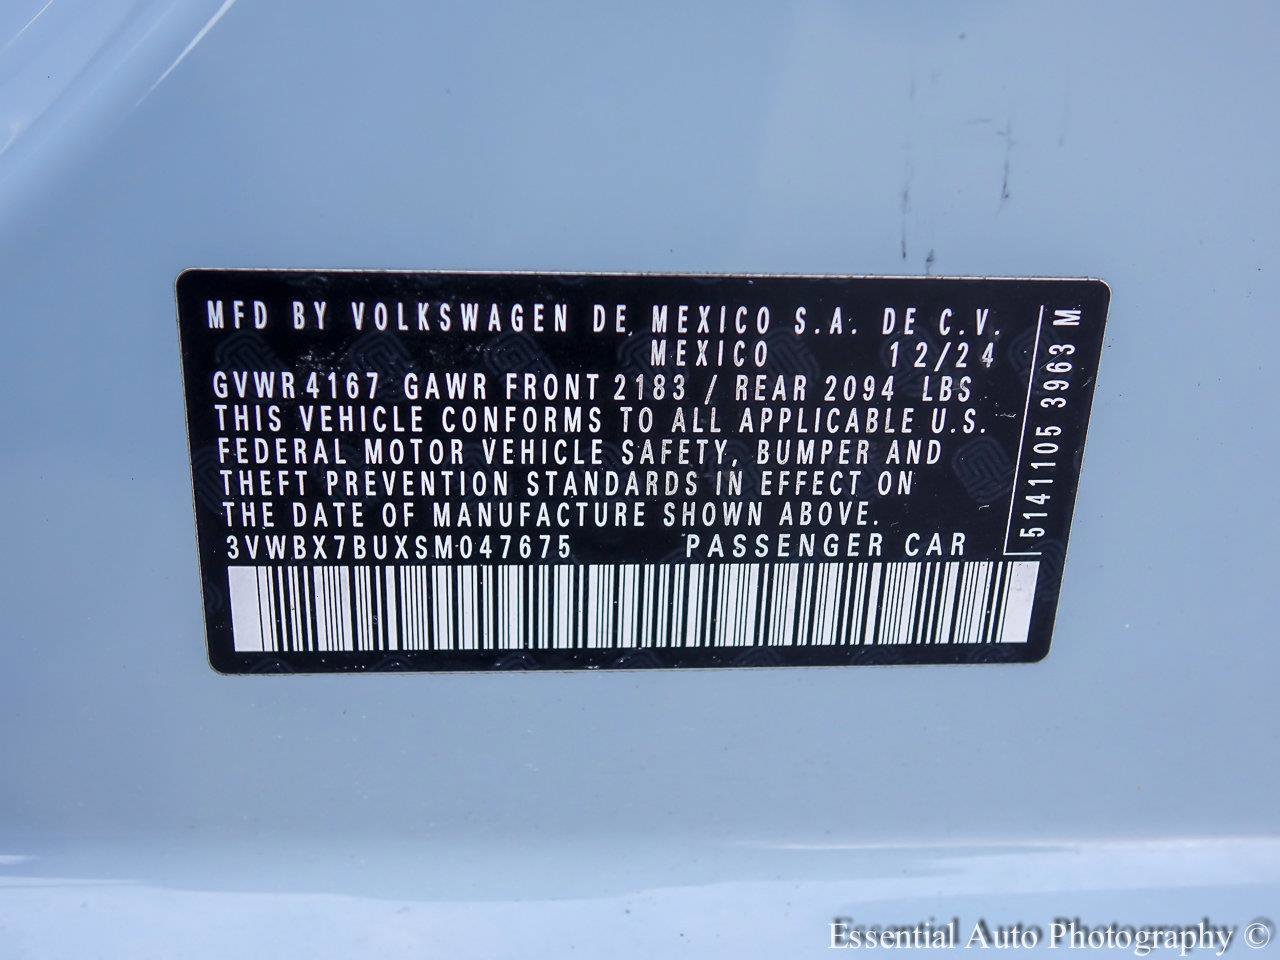 MFD BY VOLKSWAGEN DE MEXICO S.A. DE C.V.
MEXICO 12/24
GVWR 4167 GAWR FRONT 2183 / REAR 2094 LBS
THIS VEHICLE CONFORMS TO ALL APPLICABLE U.S.
FEDERAL MOTOR VEHICLE SAFETY, BUMPER AND
THEFT PREVENTION STANDARDS IN EFFECT ON
THE DATE OF MANUFACTURE SHOWN ABOVE.
3VWBX7BUXSM047675 PASSENGER CAR
5141105 3963 M
Essential Auto Photography ©